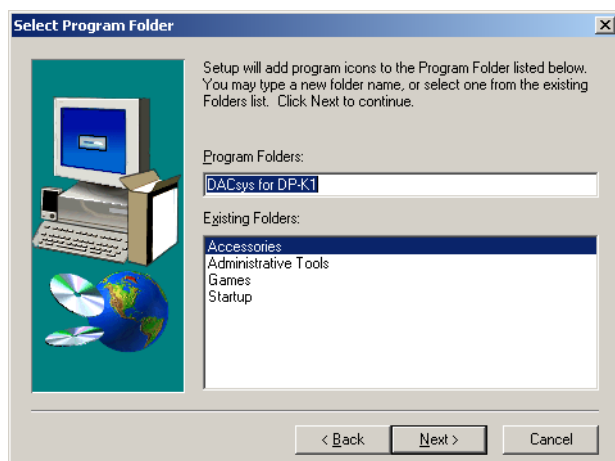 Select Program Folder
Setup will add program icons to the Program Folder listed below.
You may type a new folder name, or select one from the existing
Folders list.  Click Next to continue.
Program Folders:
DACsys for DP-K1
Existing Folders:
Accessories
Administrative Tools
Games
Startup
< Back
Next >
Cancel